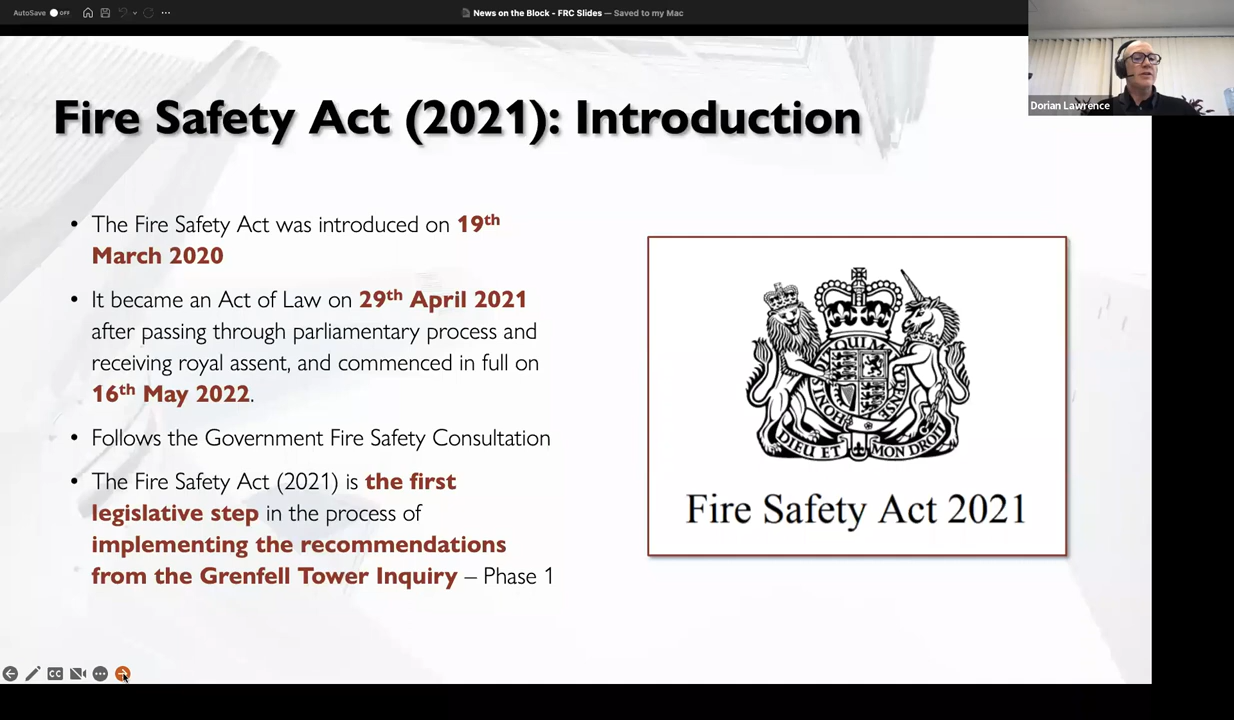 AutoSave OFF
News on the Block - FRC Slides — Saved to my Mac
Dorian Lawrence
Fire Safety Act (2021): Introduction
• The Fire Safety Act was introduced on 19th
March 2020
• It became an Act of Law on 29th April 2021
after passing through parliamentary process and
receiving royal assent, and commenced in full on
16th May 2022.
• Follows the Government Fire Safety Consultation
• The Fire Safety Act (2021) is the first
legislative step in the process of
implementing the recommendations
from the Grenfell Tower Inquiry – Phase 1
DIEU ET MON DROIT
Fire Safety Act 2021
CC